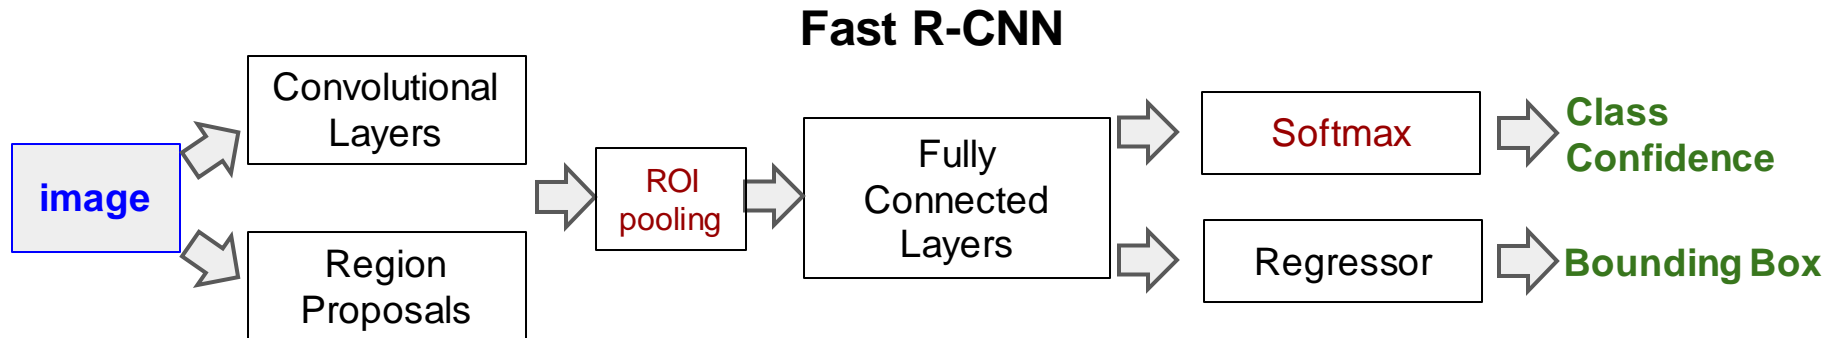 Fast R-CNN
image
Convolutional
Layers
Region
Proposals
ROI
pooling
Fully
Connected
Layers
Softmax
Class
Confidence
Regressor
Bounding Box